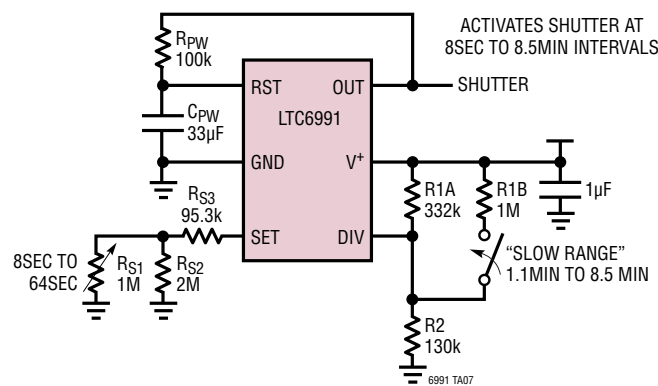 ACTIVATES SHUTTER AT
8SEC TO 8.5MIN INTERVALS
RPW
100k
RST
OUT
SHUTTER
LTC6991
CPW
33µF
GND
V+
R1A
332k
R1B
1M
1µF
RS3
95.3k
SET
DIV
8SEC TO
64SEC
RS1
1M
RS2
2M
“SLOW RANGE”
1.1MIN TO 8.5 MIN
R2
130k
6991 TA07